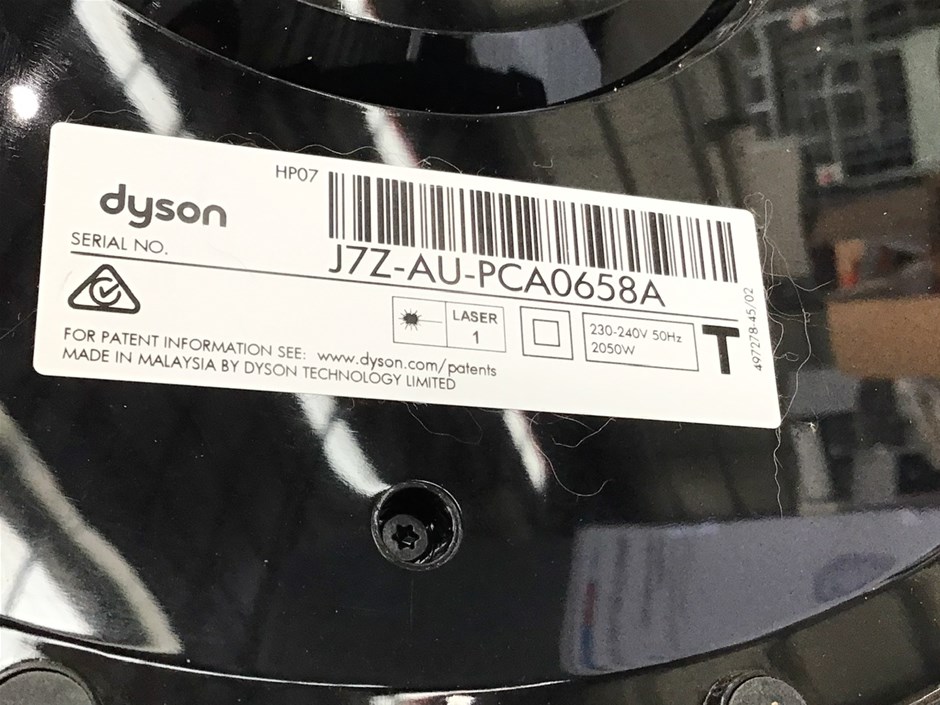 HP07
dyson
SERIAL NO.
J7Z-AU-PCA0658A
LASER
1
230-240V 50Hz
2050W
T
497278-45/02
FOR PATENT INFORMATION SEE: www.dyson.com/patents
MADE IN MALAYSIA BY DYSON TECHNOLOGY LIMITED